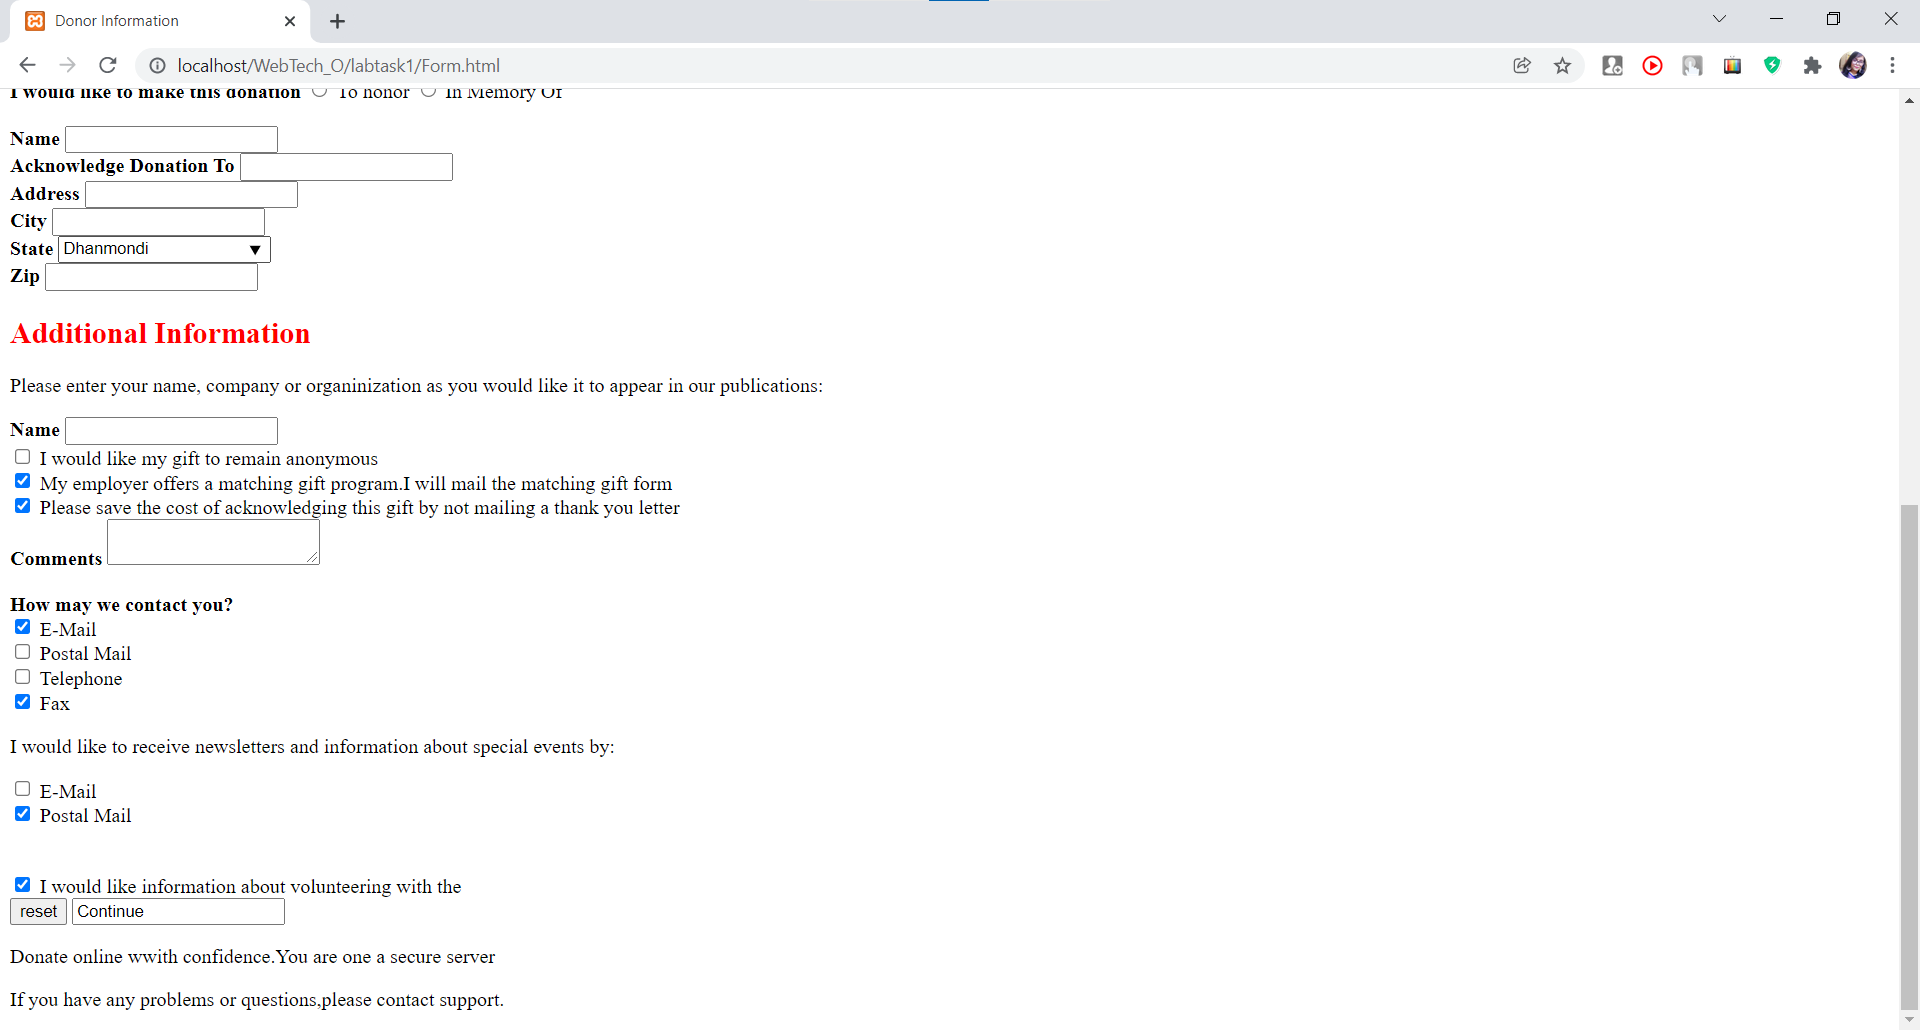 Donor Information
localhost/WebTech_O/labtask1/Form.html
I would like to make this donation To honor In Memory Of
Name
Acknowledge Donation To
Address
City
State Dhanmondi
Zip
Additional Information
Please enter your name, company or organinization as you would like it to appear in our publications:
Name
I would like my gift to remain anonymous
My employer offers a matching gift program.I will mail the matching gift form
Please save the cost of acknowledging this gift by not mailing a thank you letter
Comments
How may we contact you?
E-Mail
Postal Mail
Telephone
Fax
I would like to receive newsletters and information about special events by:
E-Mail
Postal Mail
I would like information about volunteering with the
reset Continue
Donate online wwith confidence.You are one a secure server
If you have any problems or questions,please contact support.